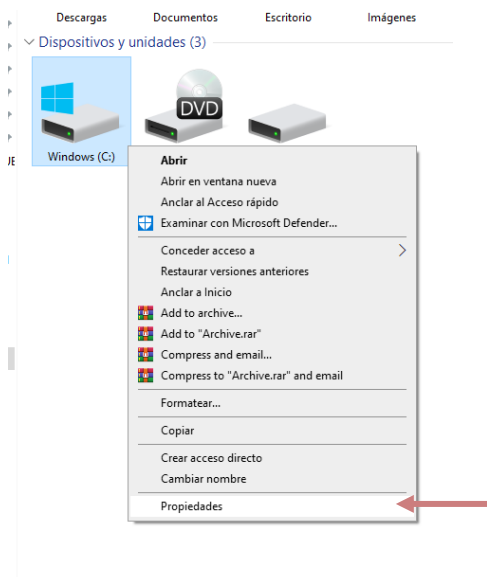 Descargas Documentos Escritorio Imágenes
Dispositivos y unidades (3)
DVD
Windows (C:)
Abrir
Abrir en ventana nueva
Anclar al Acceso rápido
Examinar con Microsoft Defender...
Conceder acceso a
Restaurar versiones anteriores
Anclar a Inicio
Add to archive...
Add to "Archive.rar"
Compress and email...
Compress to "Archive.rar" and email
Formatear...
Copiar
Crear acceso directo
Cambiar nombre
Propiedades